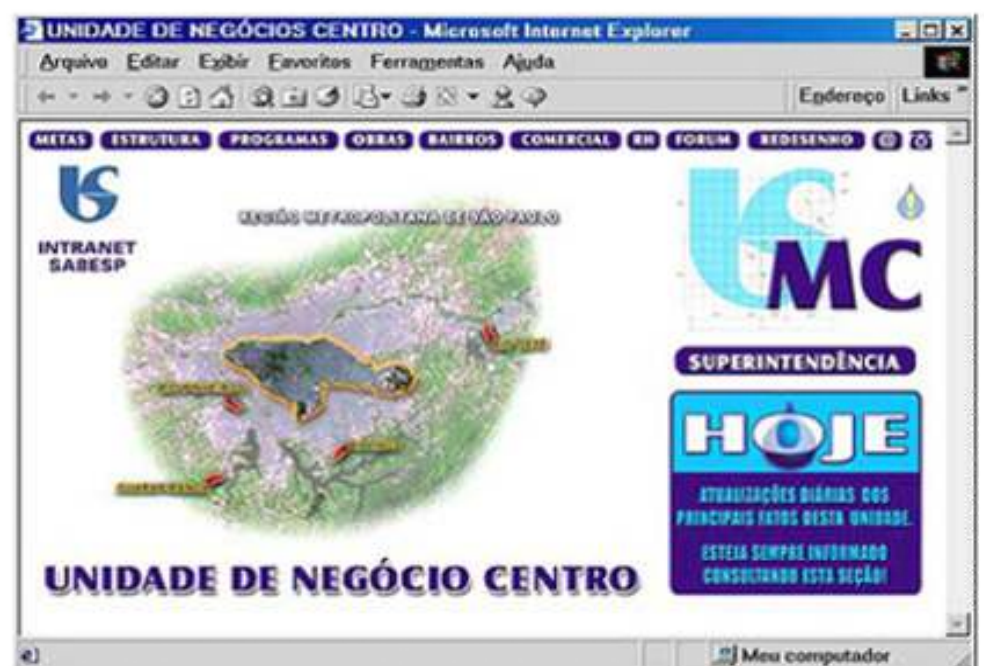 UNIDADE DE NEGÓCIOS CENTRO - Microsoft Internet Explorer
Arquivo Editar Exibir Favoritos Ferramentas Ajuda
Endereço Links
METAS ESTRUTURA PROGRAMAS OBRAS BAIRROS COMERCIAL RH FORUM REDESENHO
INTRANET
SABESP
REGIÃO METROPOLITANA DE SÃO PAULO
MC
SUPERINTENDÊNCIA
HOJE
ATUALIZAÇÕES DIÁRIAS DOS
PRINCIPAIS FATOS DESTA UNIDADE.
ESTEJA SEMPRE INFORMADO
CONSULTANDO ESTA SEÇÃO!
UNIDADE DE NEGÓCIO CENTRO
Meu computador